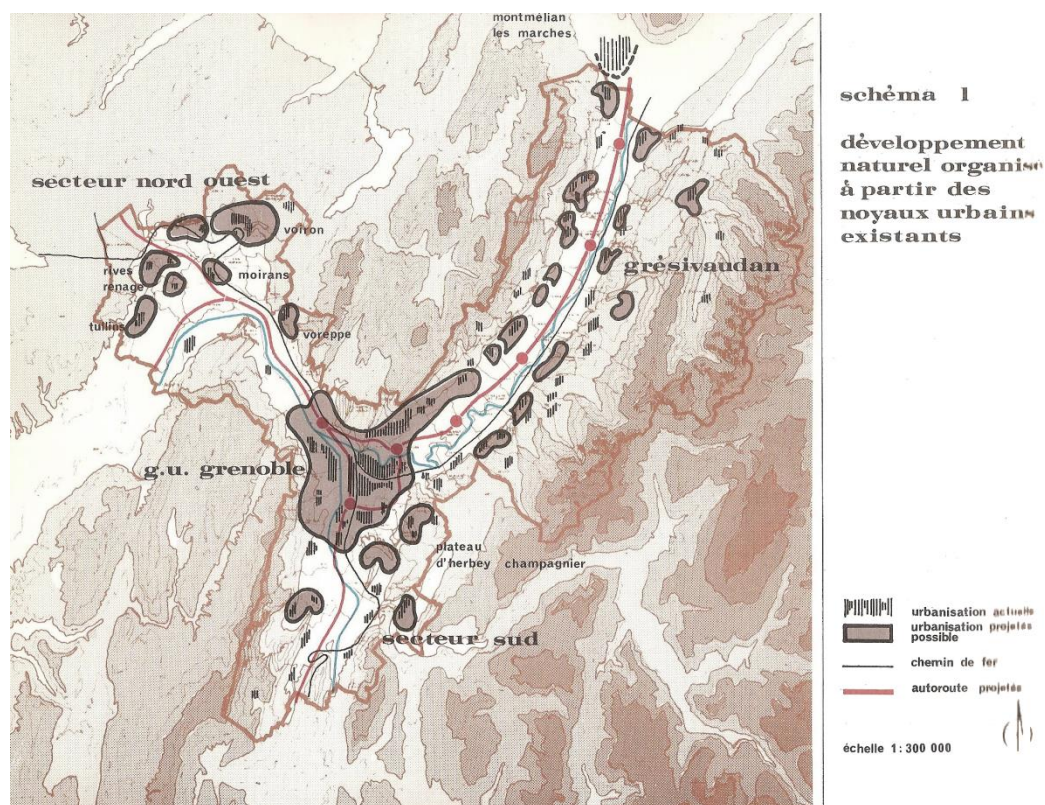 montmélian
les marches
schéma 1
développement
naturel organisé
à partir des
noyaux urbains
existants
secteur nord ouest
voiron
rives
renage
moirans
tullins
voreppe
grésivaudan
g.u. grenoble
plateau
d'herbey champagnier
secteur sud
urbanisation actuelle
urbanisation projetée
possible
chemin de fer
autoroute projetée
échelle 1:300 000